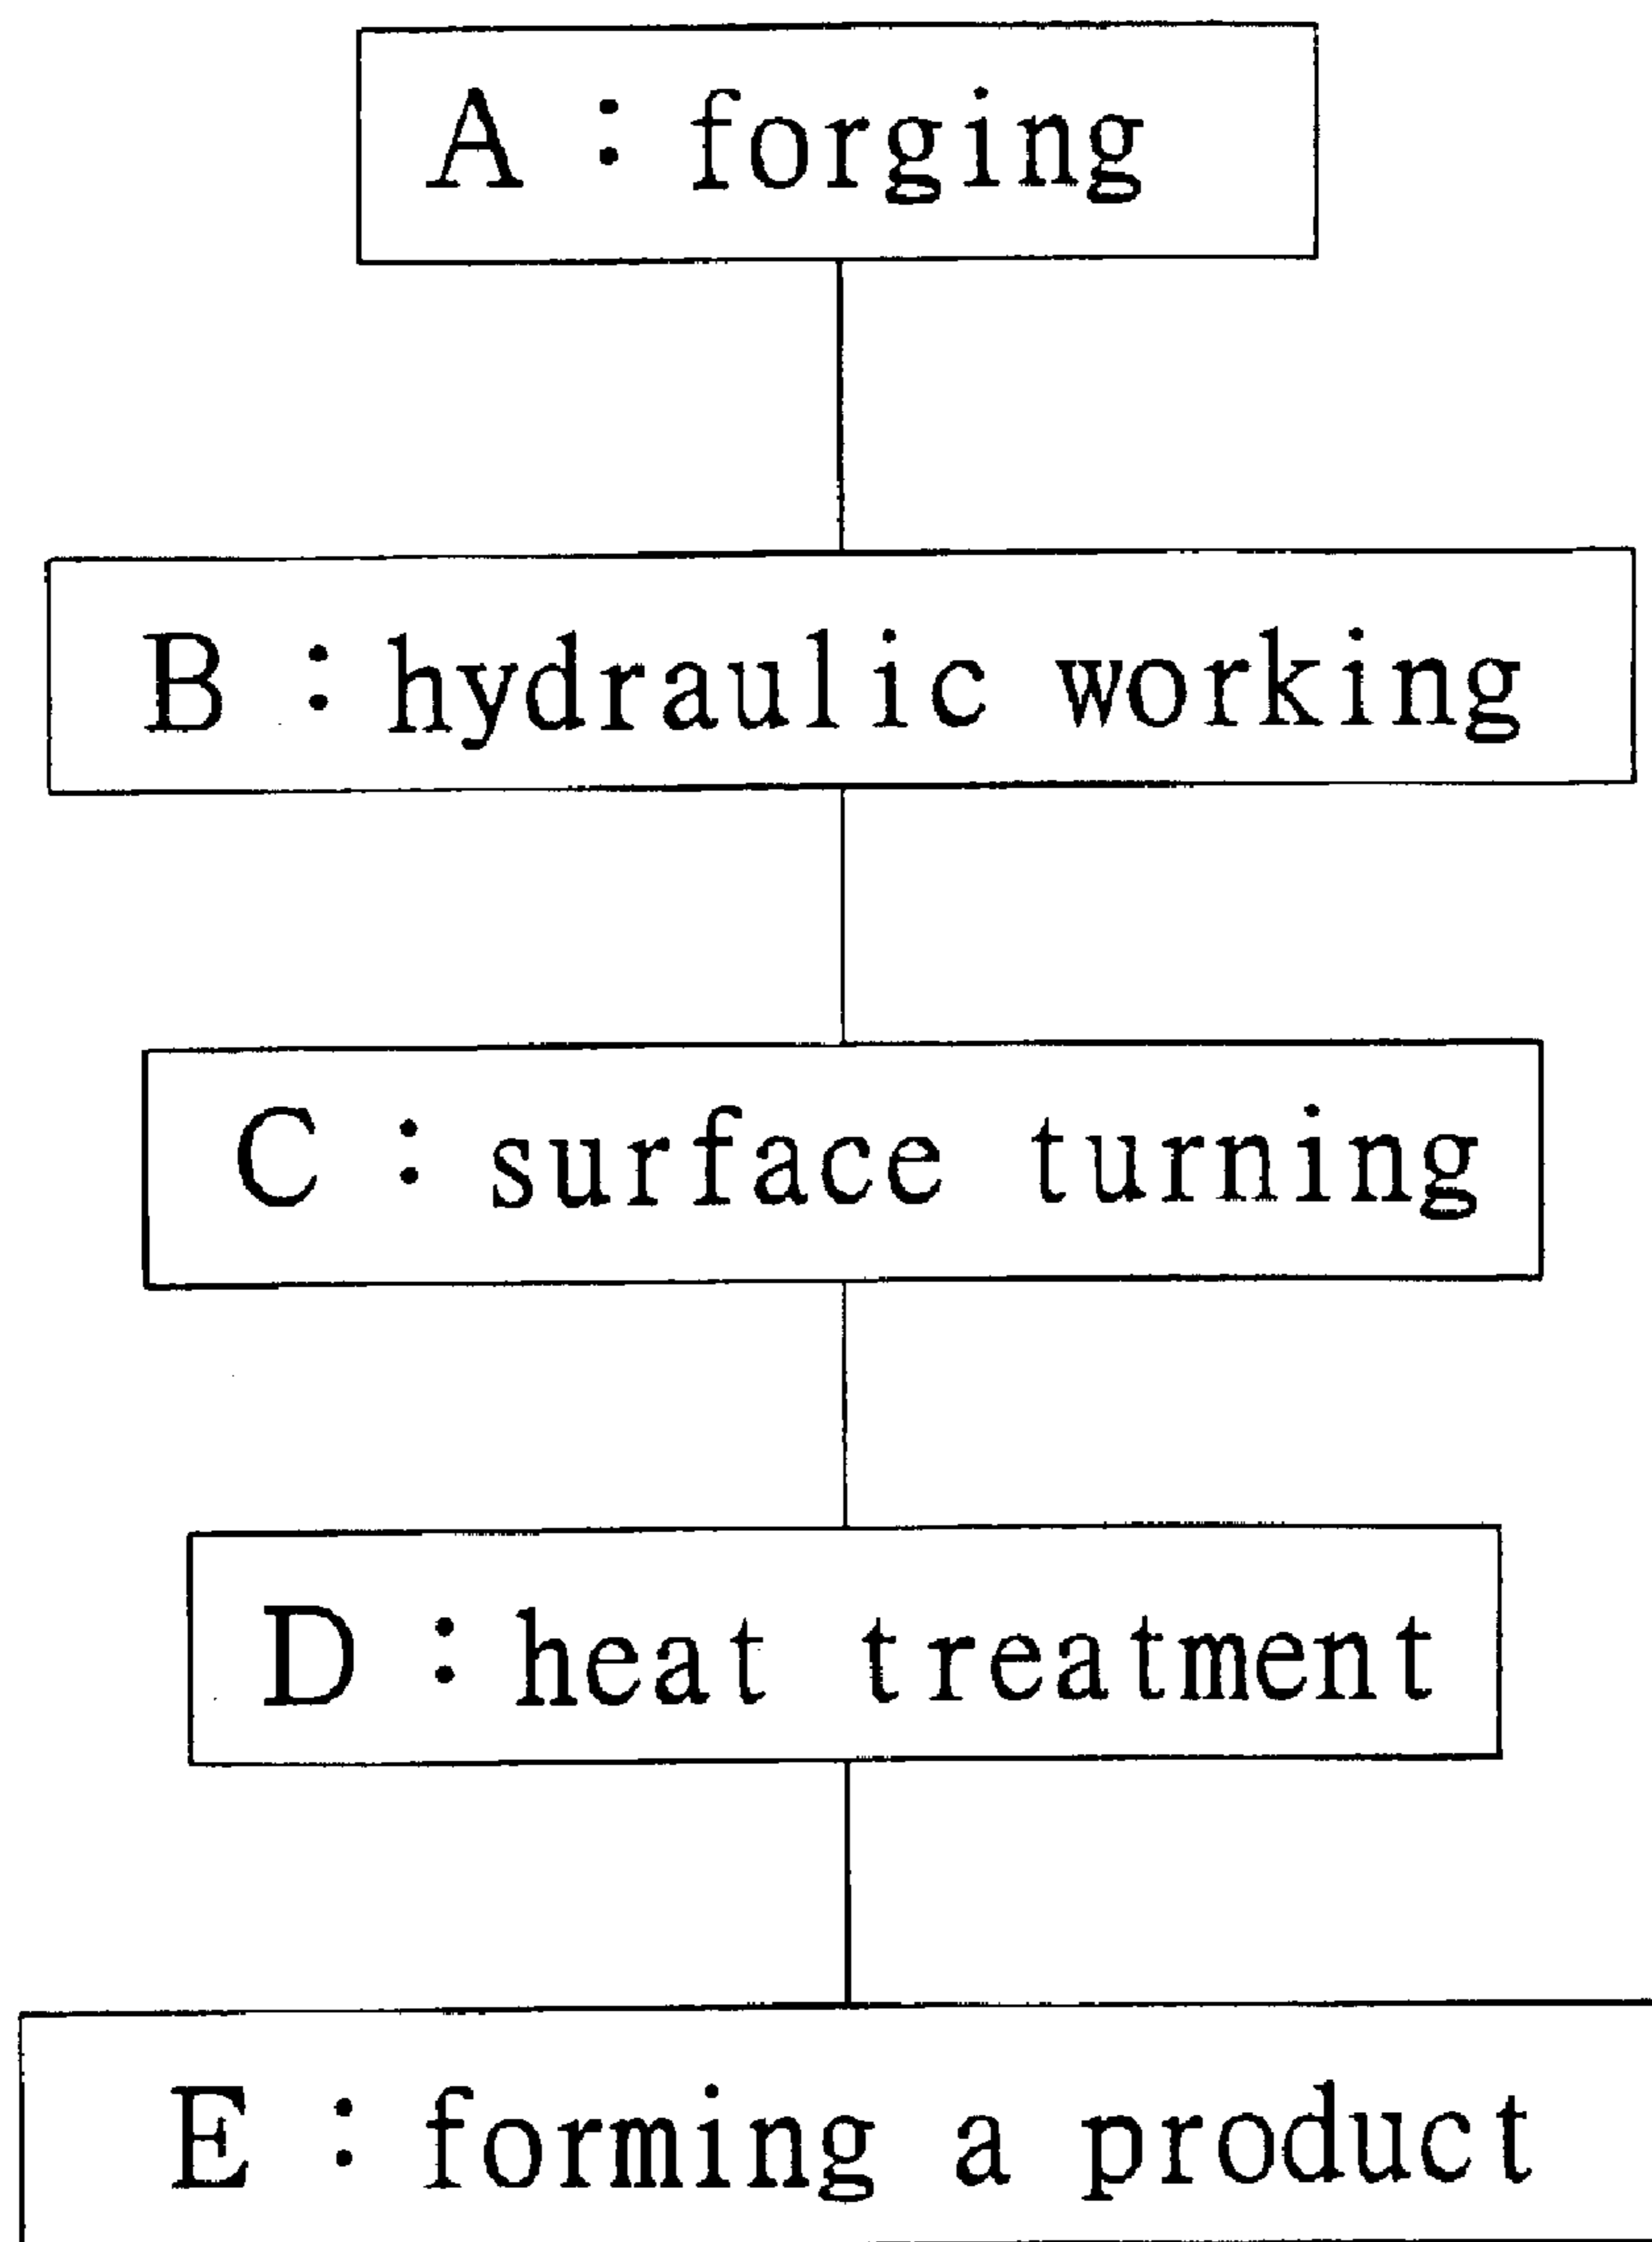 A : forging
B : hydraulic working
C : surface turning
D : heat treatment
E : forming a product